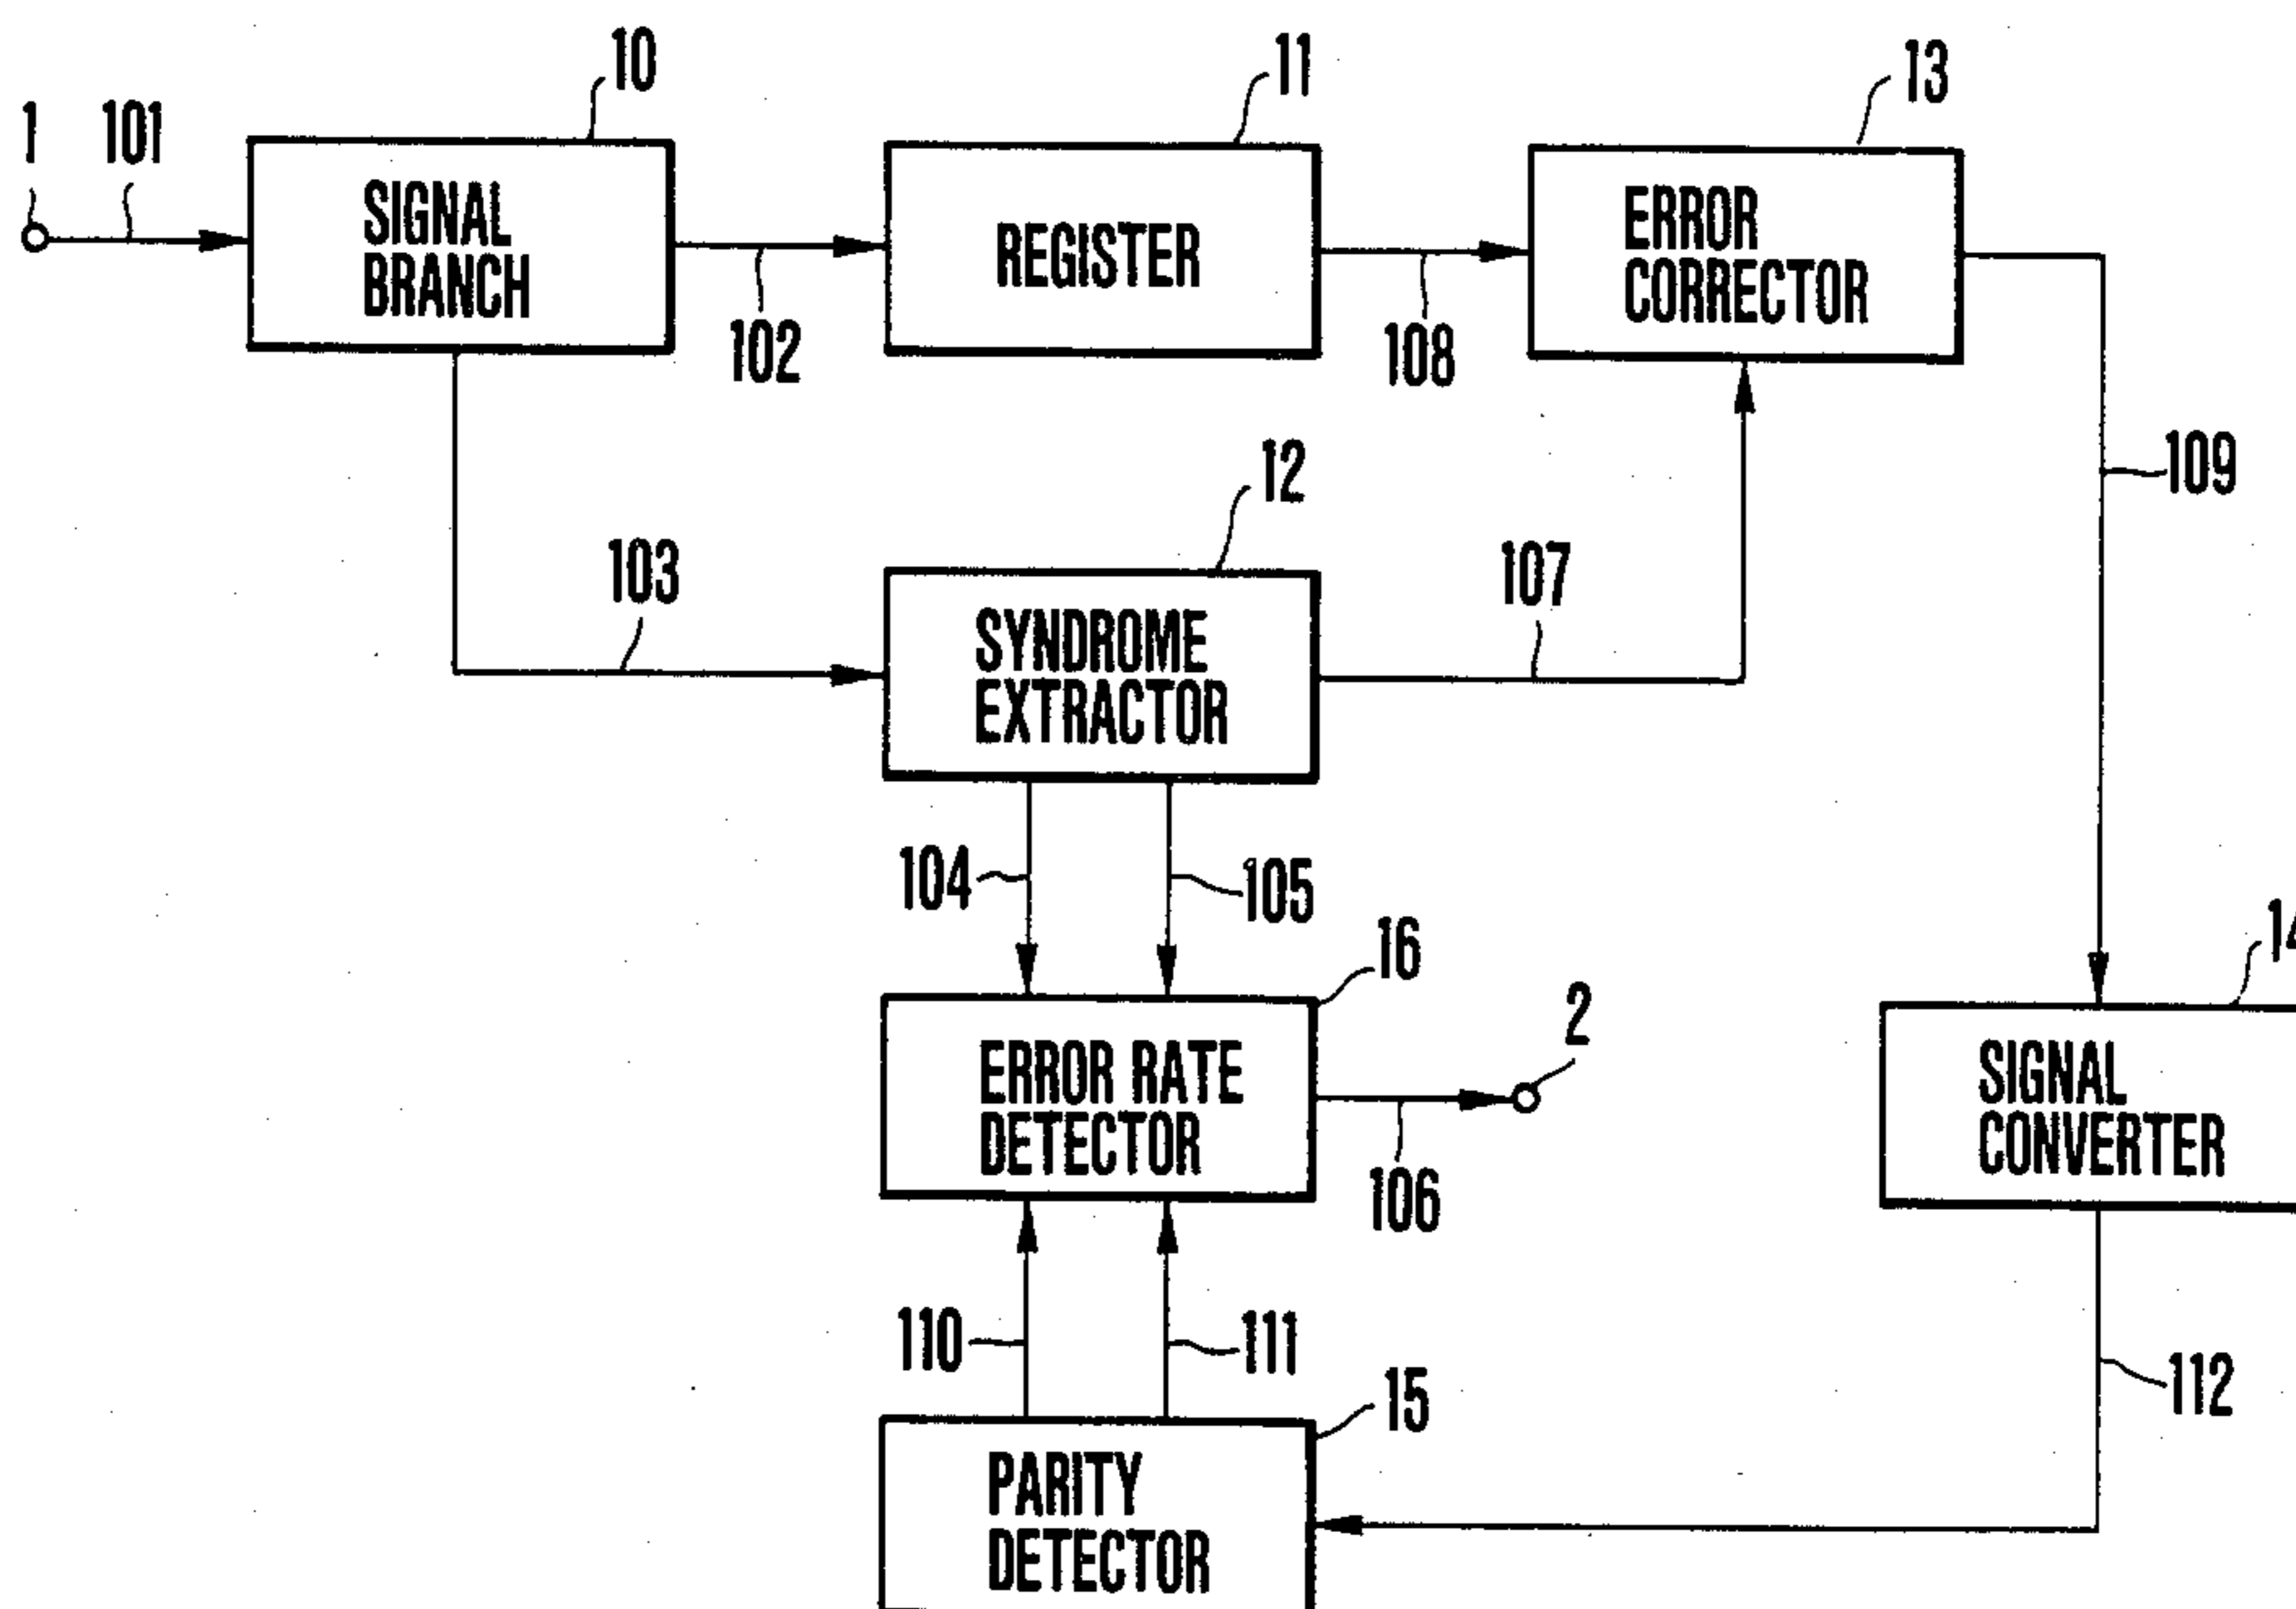 1
101
10
SIGNAL
BRANCH
102
11
REGISTER
108
13
ERROR
CORRECTOR
109
103
12
SYNDROME
EXTRACTOR
107
104
105
16
ERROR RATE
DETECTOR
2
106
14
SIGNAL
CONVERTER
110
111
15
PARITY
DETECTOR
112